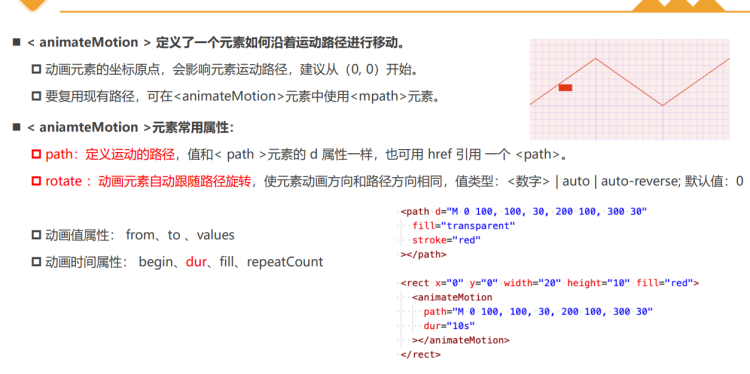 < animateMotion > 定义了一个元素如何沿着运动路径进行移动。
动画元素的坐标原点，会影响元素运动路径，建议从（0, 0）开始。
要复用现有路径，可在<animateMotion>元素中使用<mpath>元素。
< aniamteMotion >元素常用属性：
path：定义运动的路径，值和< path >元素的 d 属性一样，也可用 href 引用 一个 <path>。
rotate ：动画元素自动跟随路径旋转，使元素动画方向和路径方向相同，值类型：<数字> | auto | auto-reverse; 默认值：0
动画值属性： from、to 、values
动画时间属性： begin、dur、fill、repeatCount
<path d="M 0 100, 100, 30, 200 100, 300 30"
fill="transparent"
stroke="red"
></path>
<rect x="0" y="0" width="20" height="10" fill="red">
<animateMotion
path="M 0 100, 100, 30, 200 100, 300 30"
dur="10s"
></animateMotion>
</rect>